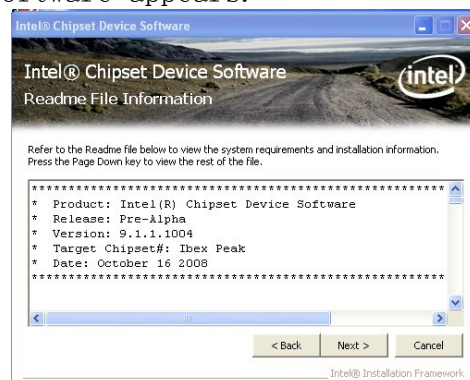 software appears.
Intel® Chipset Device Software
Intel® Chipset Device Software
Readme File Information
intel
Refer to the Readme file below to view the system requirements and installation information.
Press the Page Down key to view the rest of the file.
************************************************************
* Product: Intel(R) Chipset Device Software
* Release: Pre-Alpha
* Version: 9.1.1.1004
* Target Chipset#: Ibex Peak
* Date: October 16 2008
************************************************************
< Back
Next >
Cancel
Intel® Installation Framework